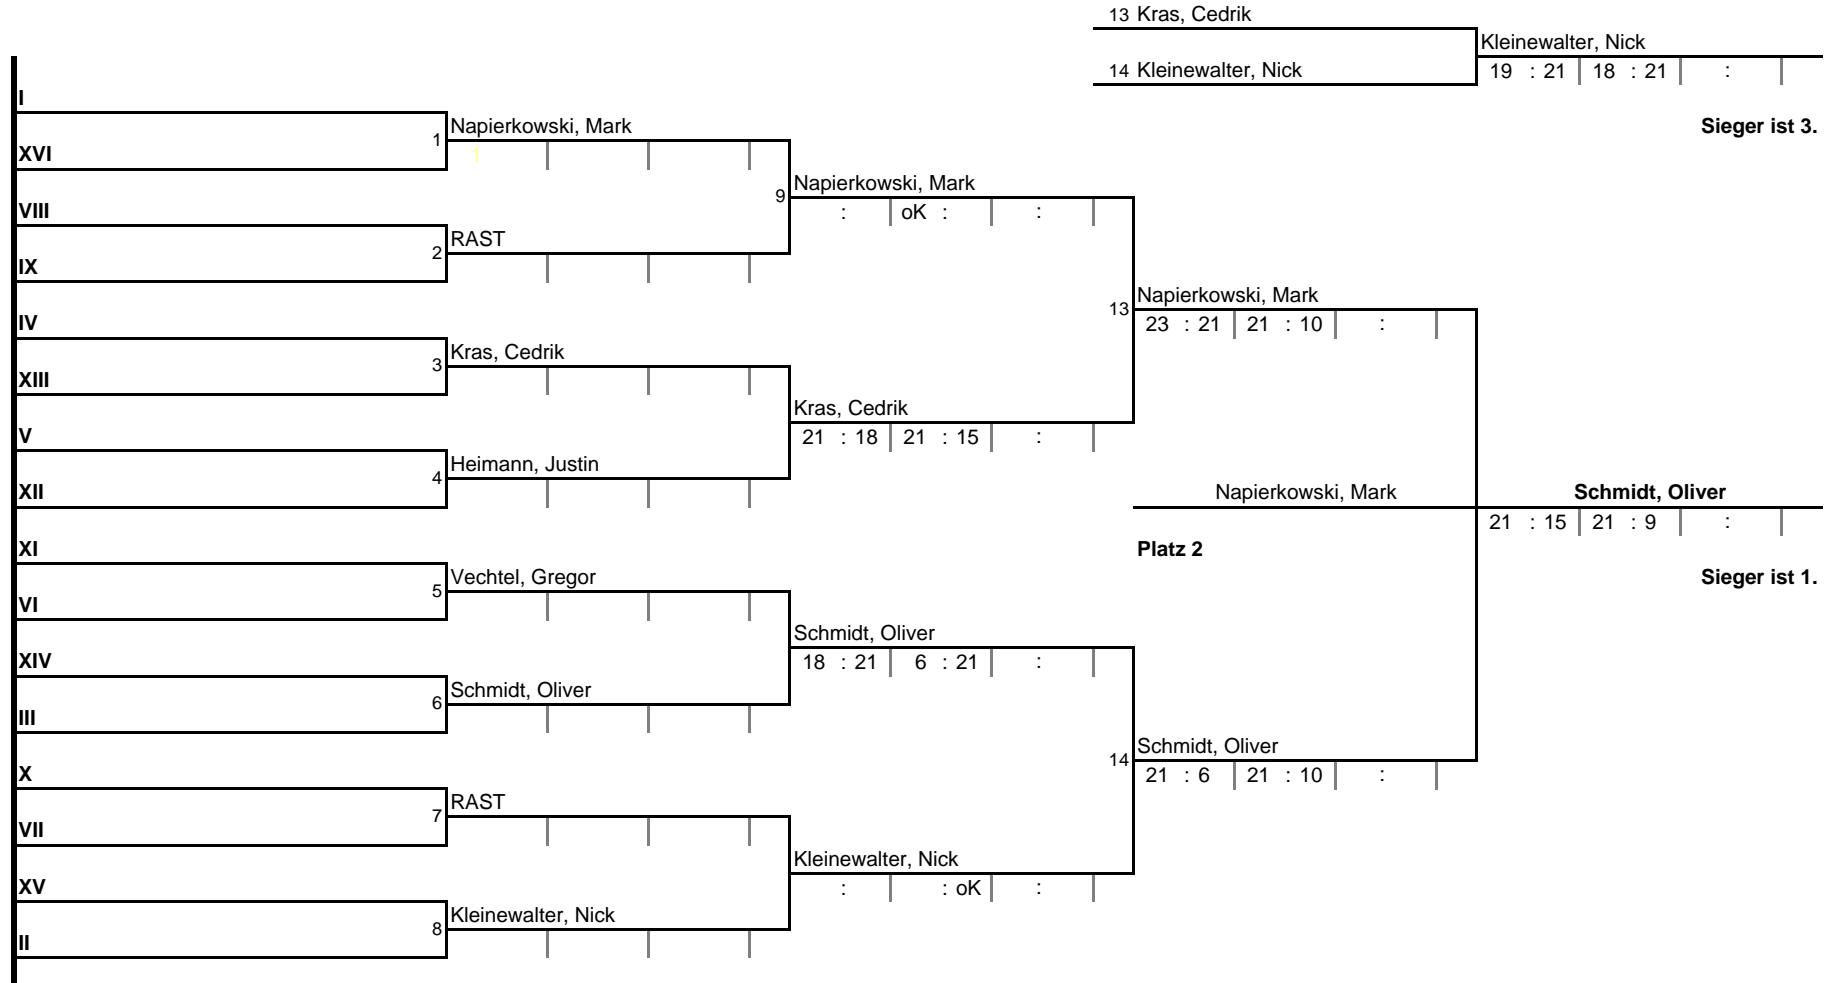 13 Kras, Cedrik
Kleinewalter, Nick
14 Kleinewalter, Nick
19 : 21 18 : 21 :
Sieger ist 3.
I
1 Napierkowski, Mark
XVI
1
9 Napierkowski, Mark
: oK : :
VIII
2 RAST
IX
13 Napierkowski, Mark
23 : 21 21 : 10 :
IV
3 Kras, Cedrik
XIII
Kras, Cedrik
21 : 18 21 : 15 :
V
4 Heimann, Justin
XII
Napierkowski, Mark
Schmidt, Oliver
21 : 15 21 : 9 :
Platz 2
Sieger ist 1.
XI
5 Vechtel, Gregor
VI
Schmidt, Oliver
18 : 21 6 : 21 :
XIV
6 Schmidt, Oliver
III
14 Schmidt, Oliver
21 : 6 21 : 10 :
X
7 RAST
VII
Kleinewalter, Nick
: : oK :
XV
8 Kleinewalter, Nick
II